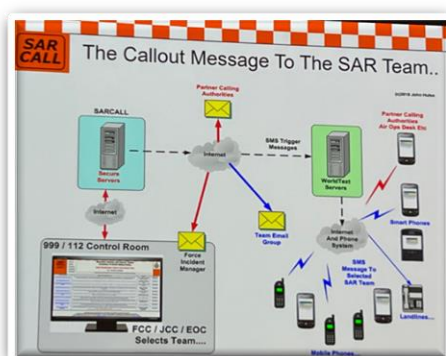 SAR
CALL
The Callout Message To The SAR Team..
(c)2015 John Hulse
Partner Calling
Authorities
SARCALL
Secure
Servers
Internet
SMS Trigger
Messages
WorldText
Servers
Partner Calling
Authorities
Air Ops Desk Etc
Internet
Smart Phones
Team Email
Group
Internet
And Phone
System
999 / 112 Control Room
Force
Incident
Manager
SMS
Message To
Selected
SAR Team
Landlines....
FCC / JCC / EOC
Selects Team....
Mobile Phones....